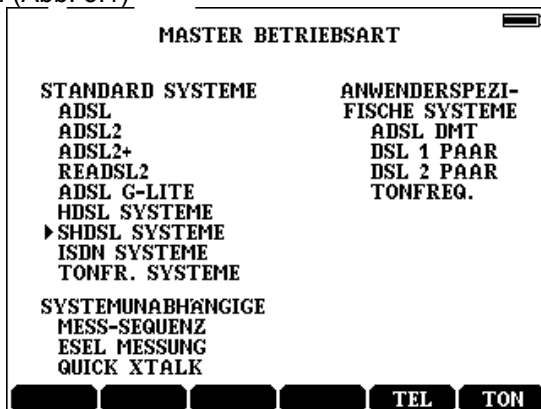 MASTER BETRIEBSART
STANDARD SYSTEME
ADSL
ADSL2
ADSL2+
READSL2
ADSL G-LITE
HDSL SYSTEME
SHDSL SYSTEME
ISDN SYSTEME
TONFR. SYSTEME
SYSTEMUNABHÄNGIGE
MESS-SEQUENZ
ESEL MESSUNG
QUICK XTALK
ANWENDERSPEZI-
FISCHE SYSTEME
ADSL DMT
DSL 1 PAAR
DSL 2 PAAR
TONFREQ.
TEL TON